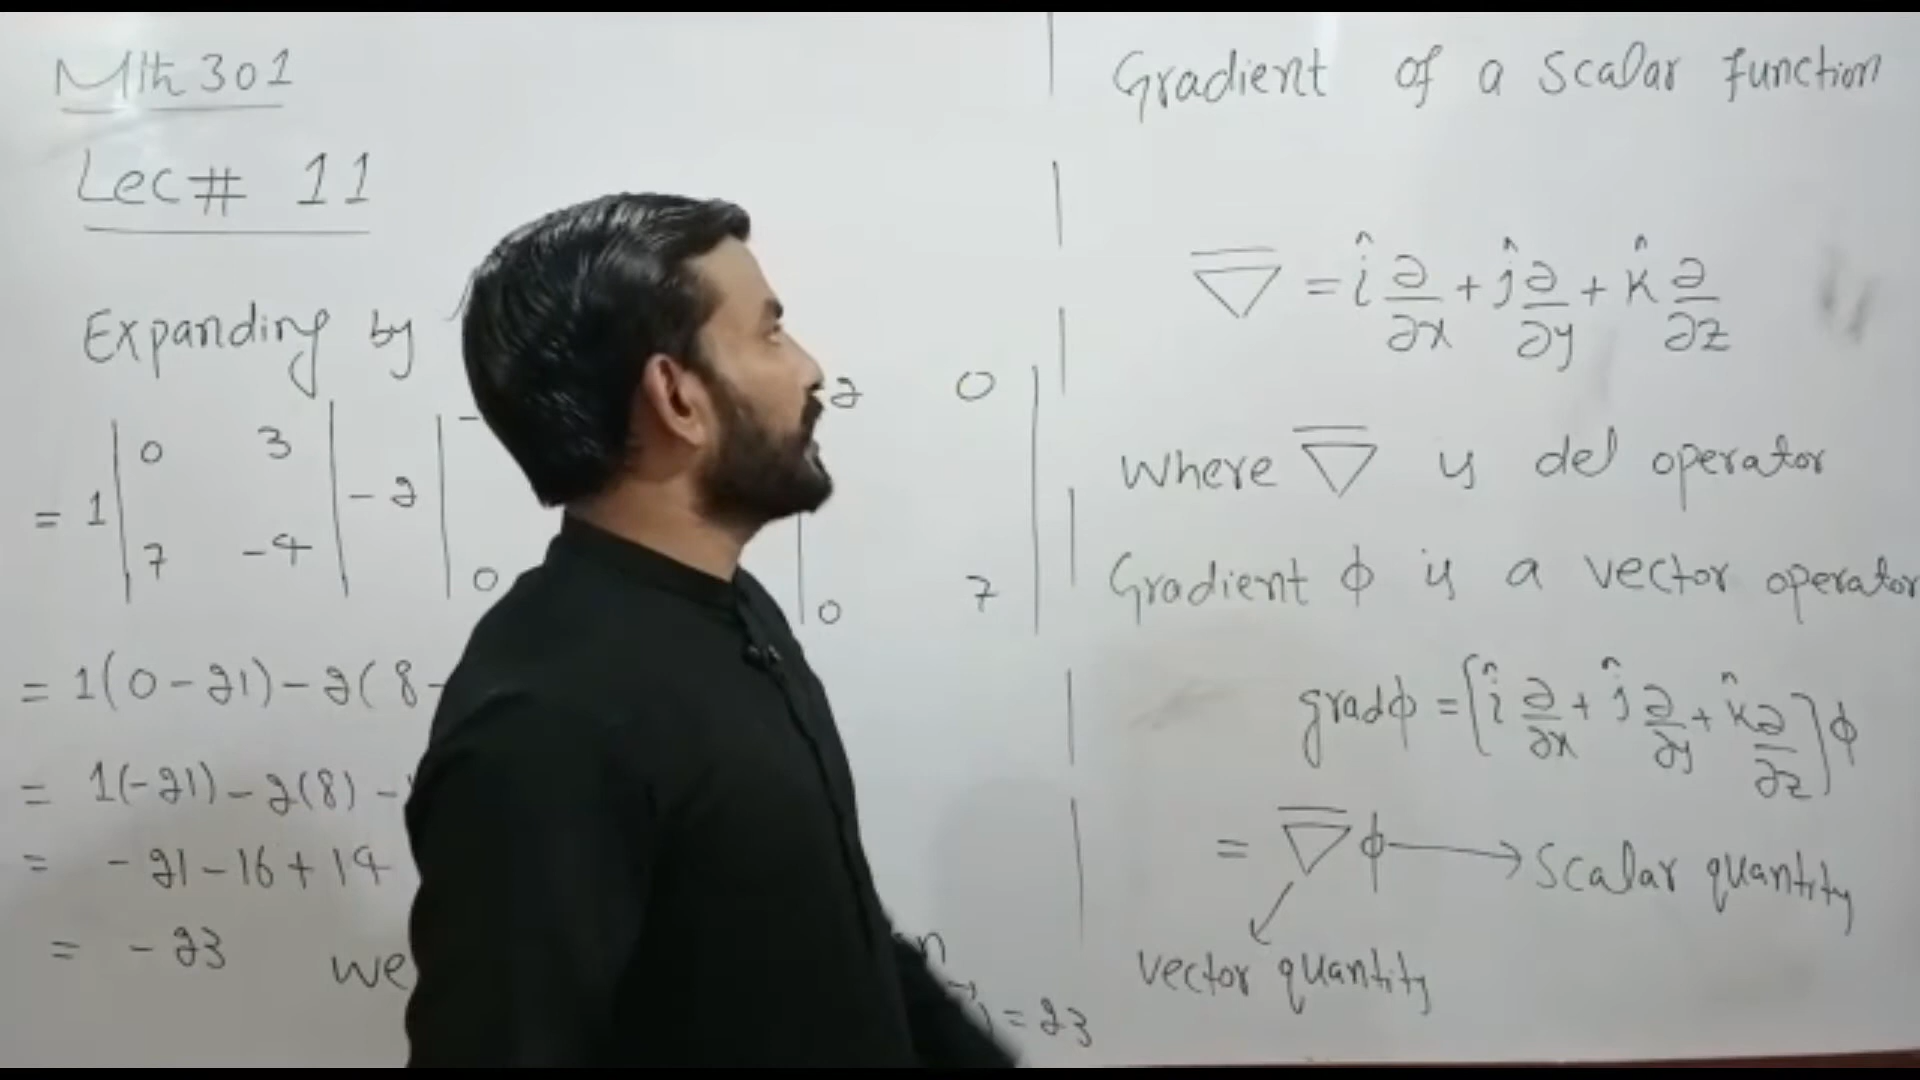 Mth 301
Lec # 11
Expanding by
= 1 | 0 3 | - 2 | - 2 0 |
7 -4 0 0 7
= 1(0-21)-2(8-
= 1(-21)-2(8)-
= -21-16+14
= -23 we
= 23
Gradient of a scalar function
∇̅ = î ∂/∂x + ĵ ∂/∂y + k̂ ∂/∂z
where ∇̅ is del operator
Gradient ϕ is a vector operator
gradϕ = [î ∂/∂x + ĵ ∂/∂y + k̂ ∂/∂z]ϕ
= ∇̅ϕ → scalar quantity
vector quantity